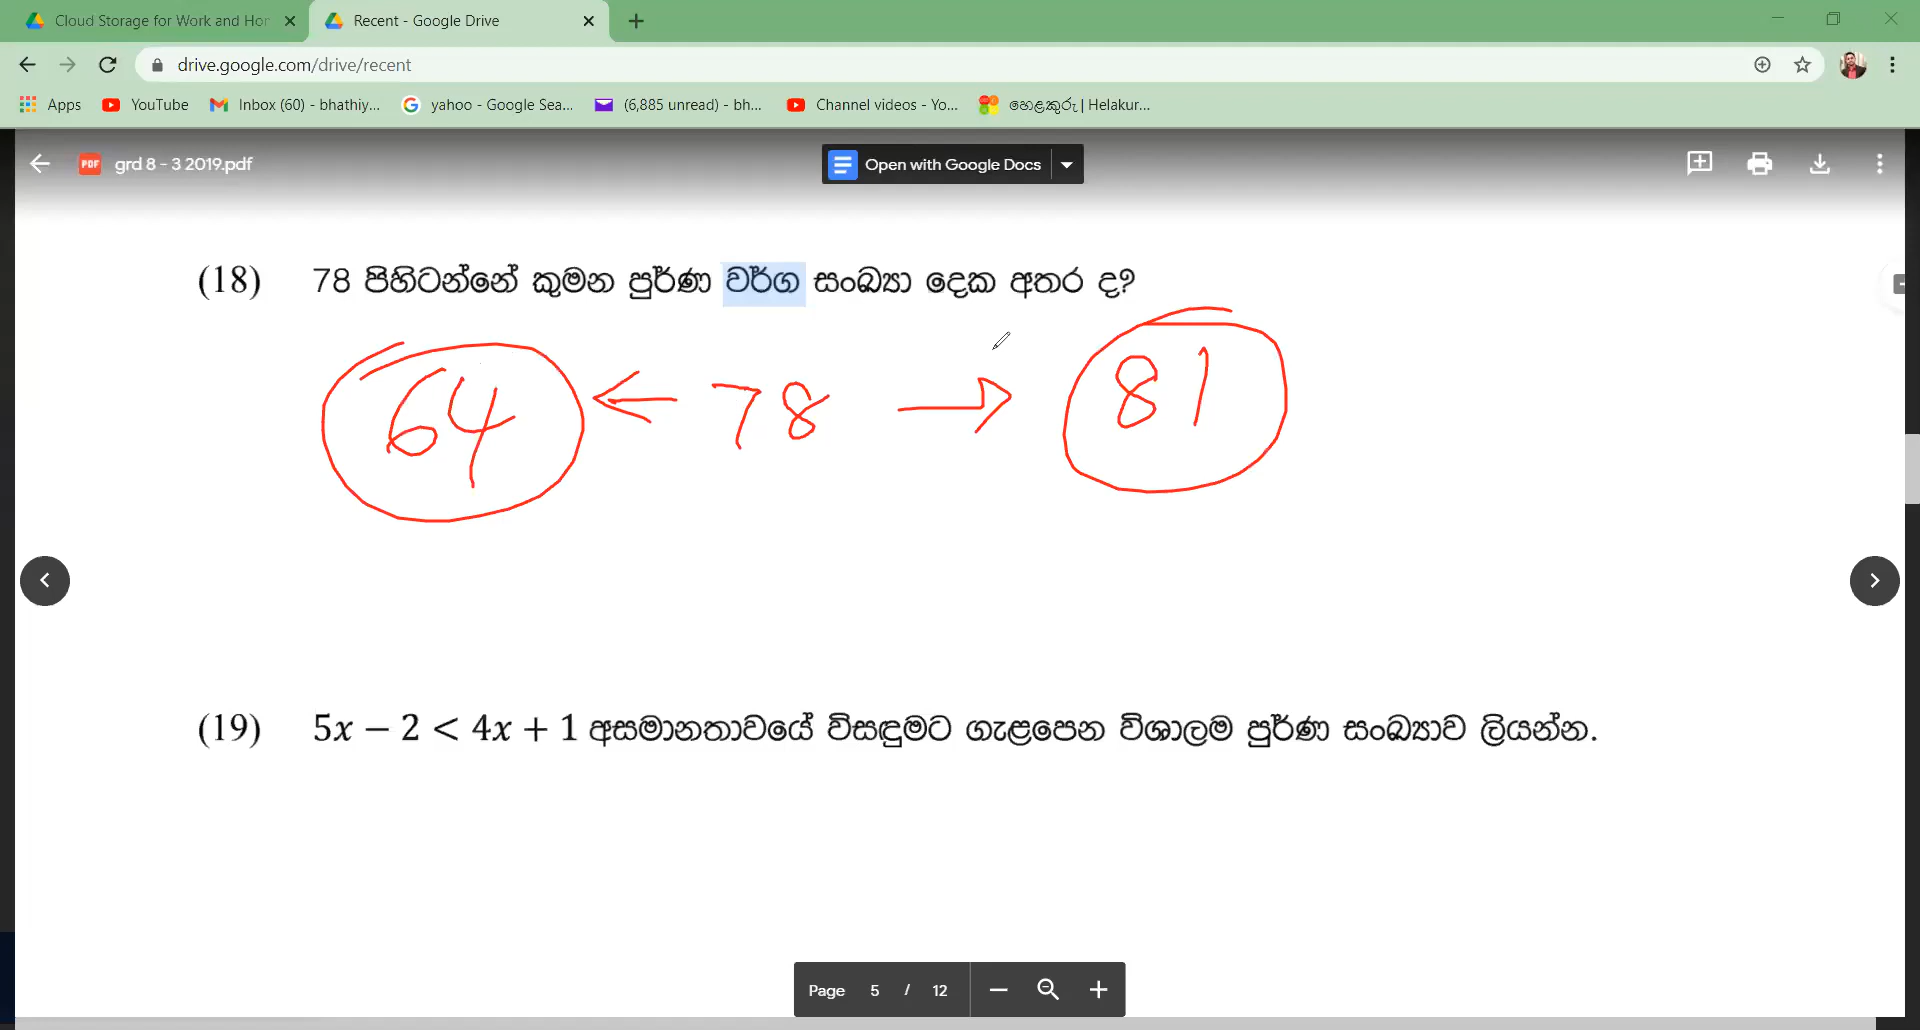 Cloud Storage for Work and Hor
Recent - Google Drive
drive.google.com/drive/recent
Apps YouTube Inbox (60) - bhathiy... yahoo - Google Sea... (6,885 unread) - bh... Channel videos - Yo... හෙළකුරු | Helakur...
PDF grd 8 - 3 2019.pdf Open with Google Docs
(18) 78 පිහිටන්නේ කුමන පුර්ණ වර්ග සංඛ්‍යා දෙක අතර ද?
64 ← 78 → 81
(19) 5x − 2 < 4x + 1 අසමානතාවයේ විසඳුමට ගැළපෙන විශාලම පුර්ණ සංඛ්‍යාව ලියන්න.
Page 5 / 12